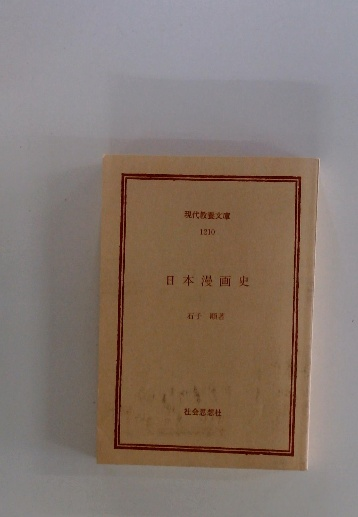 現代教養文庫
1210
日本漫画史
石子 順著
社会思想社